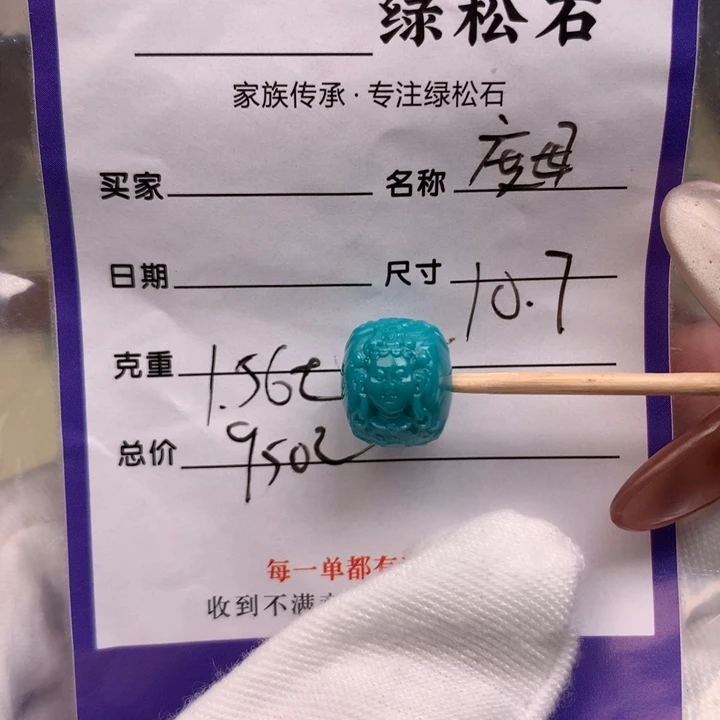 绿松石
家族传承·专注绿松石
买家 名称 度母
日期 尺寸 10.7
克重 1.56
总价 950
每一单都有
收到不满